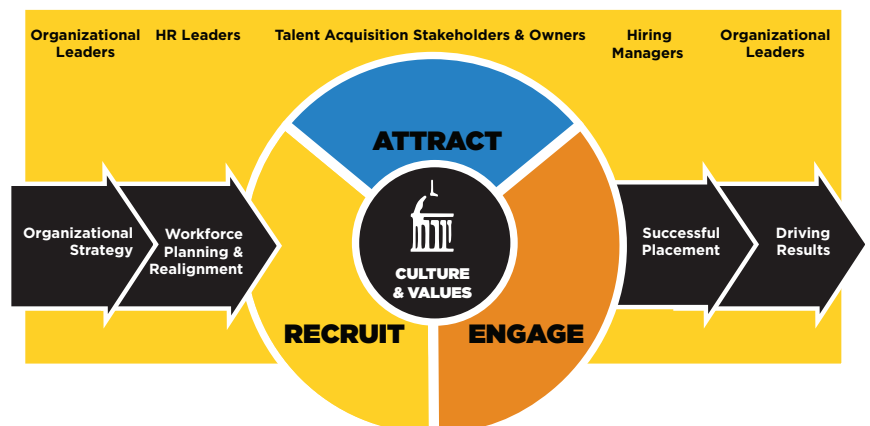 Organizational
Leaders
HR Leaders
Talent Acquisition Stakeholders & Owners
Hiring
Managers
Organizational
Leaders
ATTRACT
Organizational
Strategy
Workforce
Planning &
Realignment
CULTURE
& VALUES
Successful
Placement
Driving
Results
RECRUIT
ENGAGE